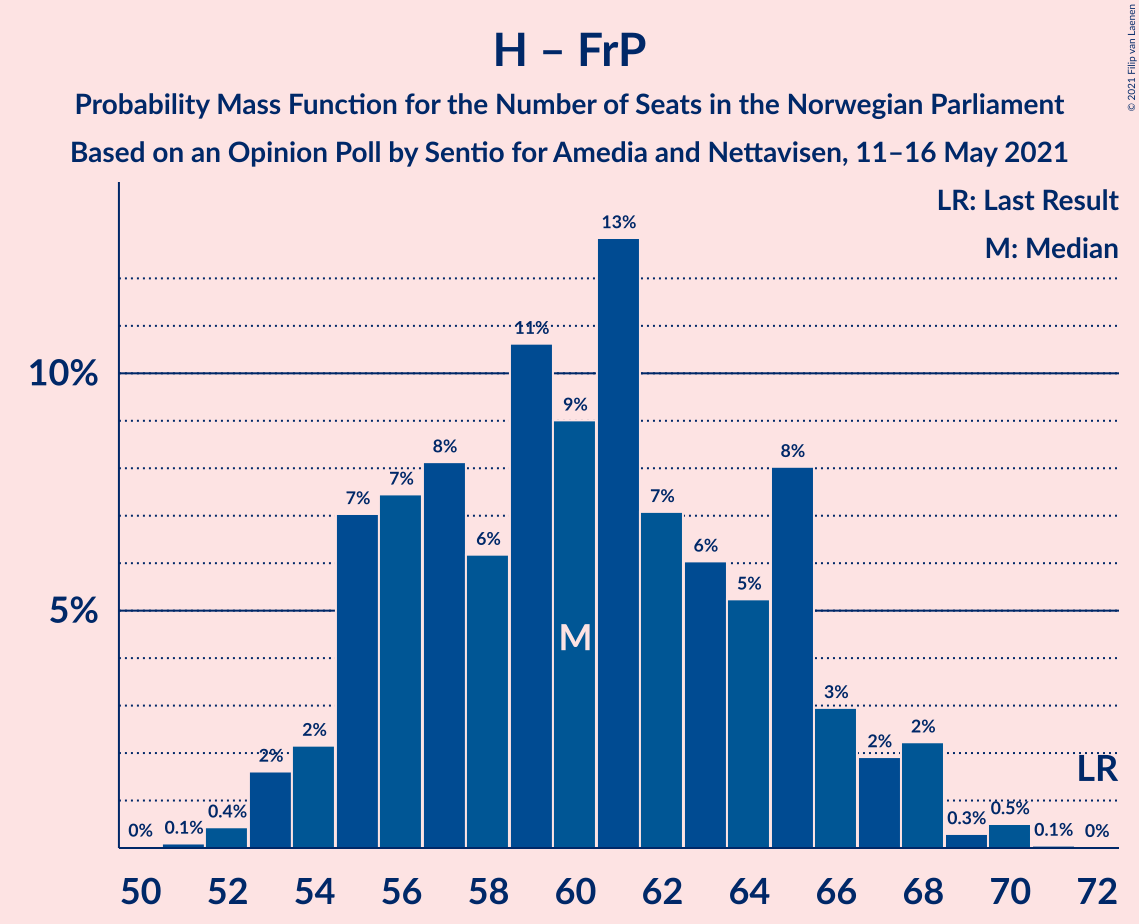 H – FrP
Probability Mass Function for the Number of Seats in the Norwegian Parliament
Based on an Opinion Poll by Sentio for Amedia and Nettavisen, 11–16 May 2021
© 2021 Filip van Laenen
LR: Last Result
M: Median
10%
5%
0%
0.1%
0.4%
2%
2%
7%
7%
8%
6%
11%
9%
13%
7%
6%
5%
8%
3%
2%
2%
0.3%
0.5%
0.1%
0%
M
LR
50 52 54 56 58 60 62 64 66 68 70 72